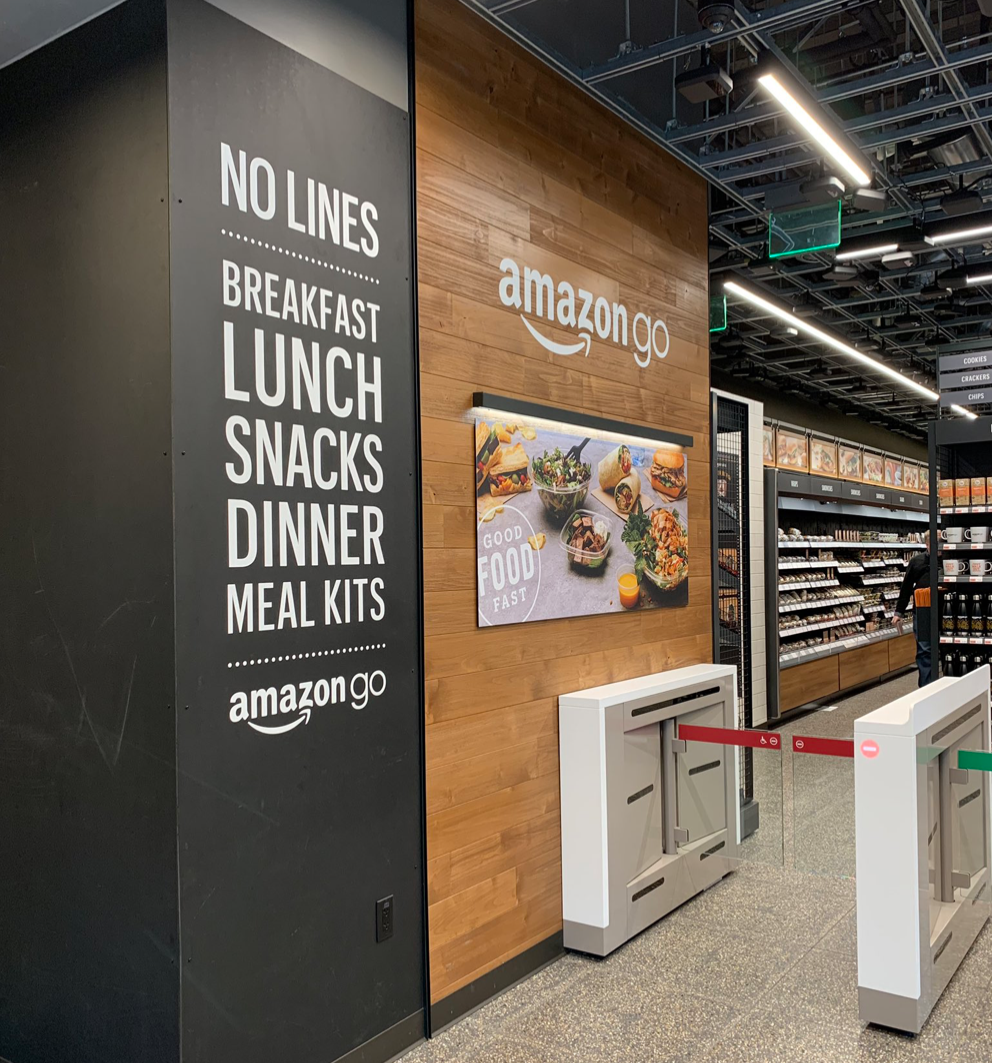 NO LINES
BREAKFAST
LUNCH
SNACKS
DINNER
MEAL KITS
amazon go
amazon go
GOOD
FOOD
FAST
COOKIES
CRACKERS
CHIPS